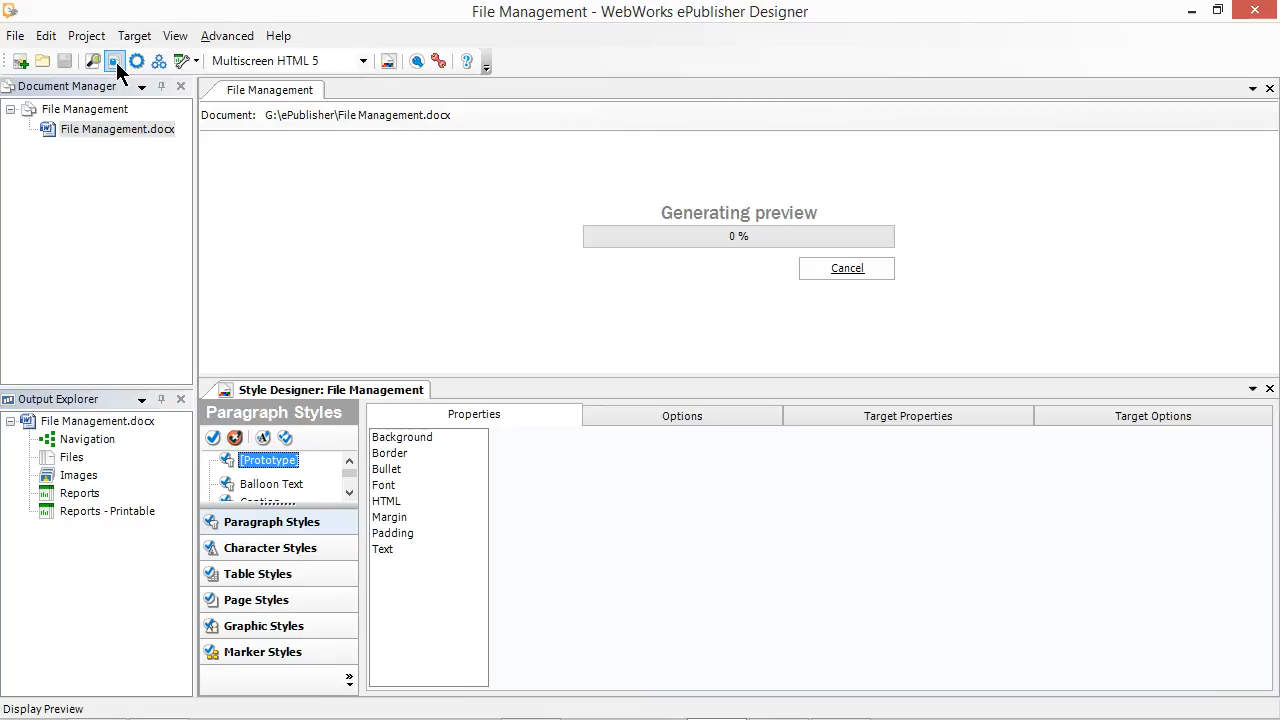 File Management - WebWorks ePublisher Designer
File Edit Project Target View Advanced Help
Multiscreen HTML 5
Document Manager
File Management
File Management.docx
File Management
Document: G:\ePublisher\File Management.docx
Generating preview
0 %
Cancel
Output Explorer
File Management.docx
Navigation
Files
Images
Reports
Reports - Printable
Style Designer: File Management
Paragraph Styles
[Prototype]
Balloon Text
Caption
Paragraph Styles
Character Styles
Table Styles
Page Styles
Graphic Styles
Marker Styles
Properties Options Target Properties Target Options
Background
Border
Bullet
Font
HTML
Margin
Padding
Text
Display Preview